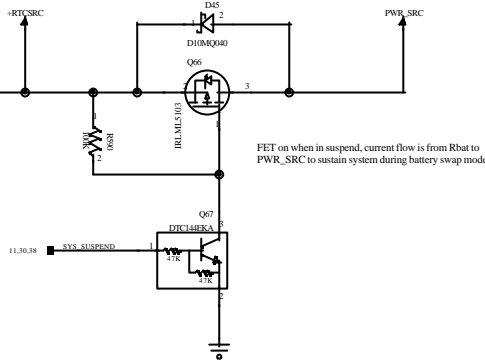 D45
+RTCSRC
PWR_SRC
1
2
D10MQ040
Q66
2
3
1
IRLML5103
1
R590
100K
2
FET on when in suspend, current flow is from Rbat to
PWR_SRC to sustain system during battery swap mode
Q67
3
DTC144EKA
11,30,38
SYS_SUSPEND
1
47K
47K
2